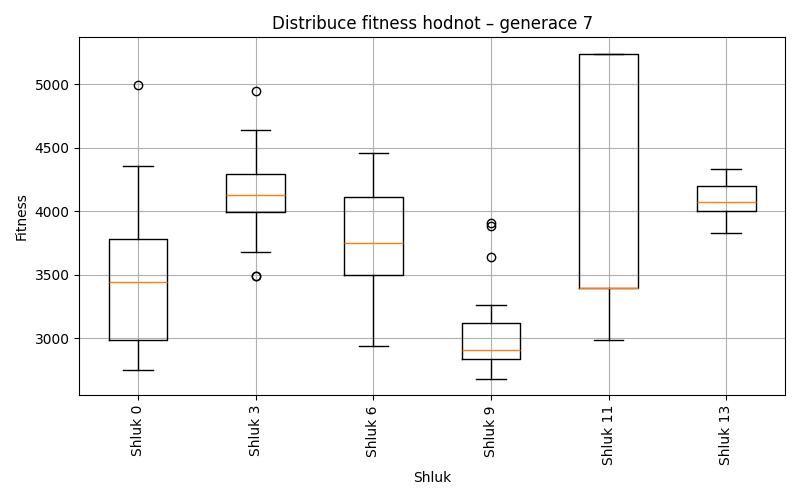 Distribuce fitness hodnot – generace 7
Fitness
5000
4500
4000
3500
3000
Shluk 0
Shluk 3
Shluk 6
Shluk 9
Shluk 11
Shluk 13
Shluk